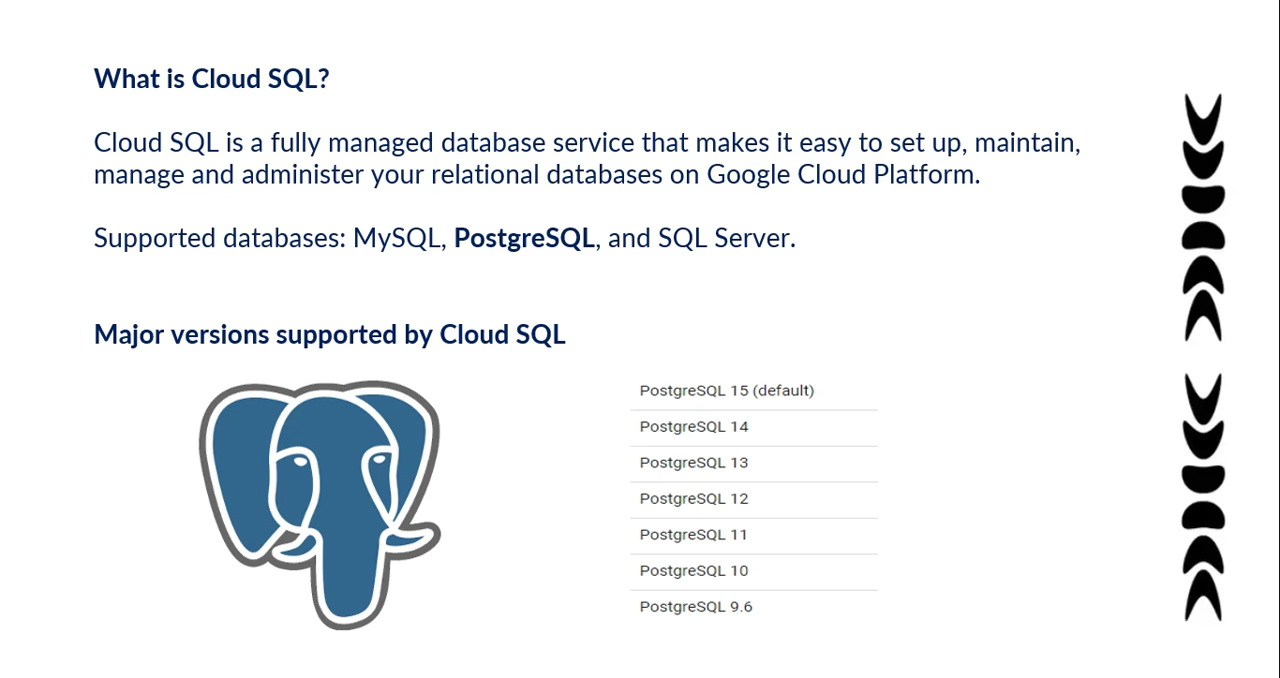 What is Cloud SQL?
Cloud SQL is a fully managed database service that makes it easy to set up, maintain,
manage and administer your relational databases on Google Cloud Platform.
Supported databases: MySQL, PostgreSQL, and SQL Server.
Major versions supported by Cloud SQL
PostgreSQL 15 (default)
PostgreSQL 14
PostgreSQL 13
PostgreSQL 12
PostgreSQL 11
PostgreSQL 10
PostgreSQL 9.6